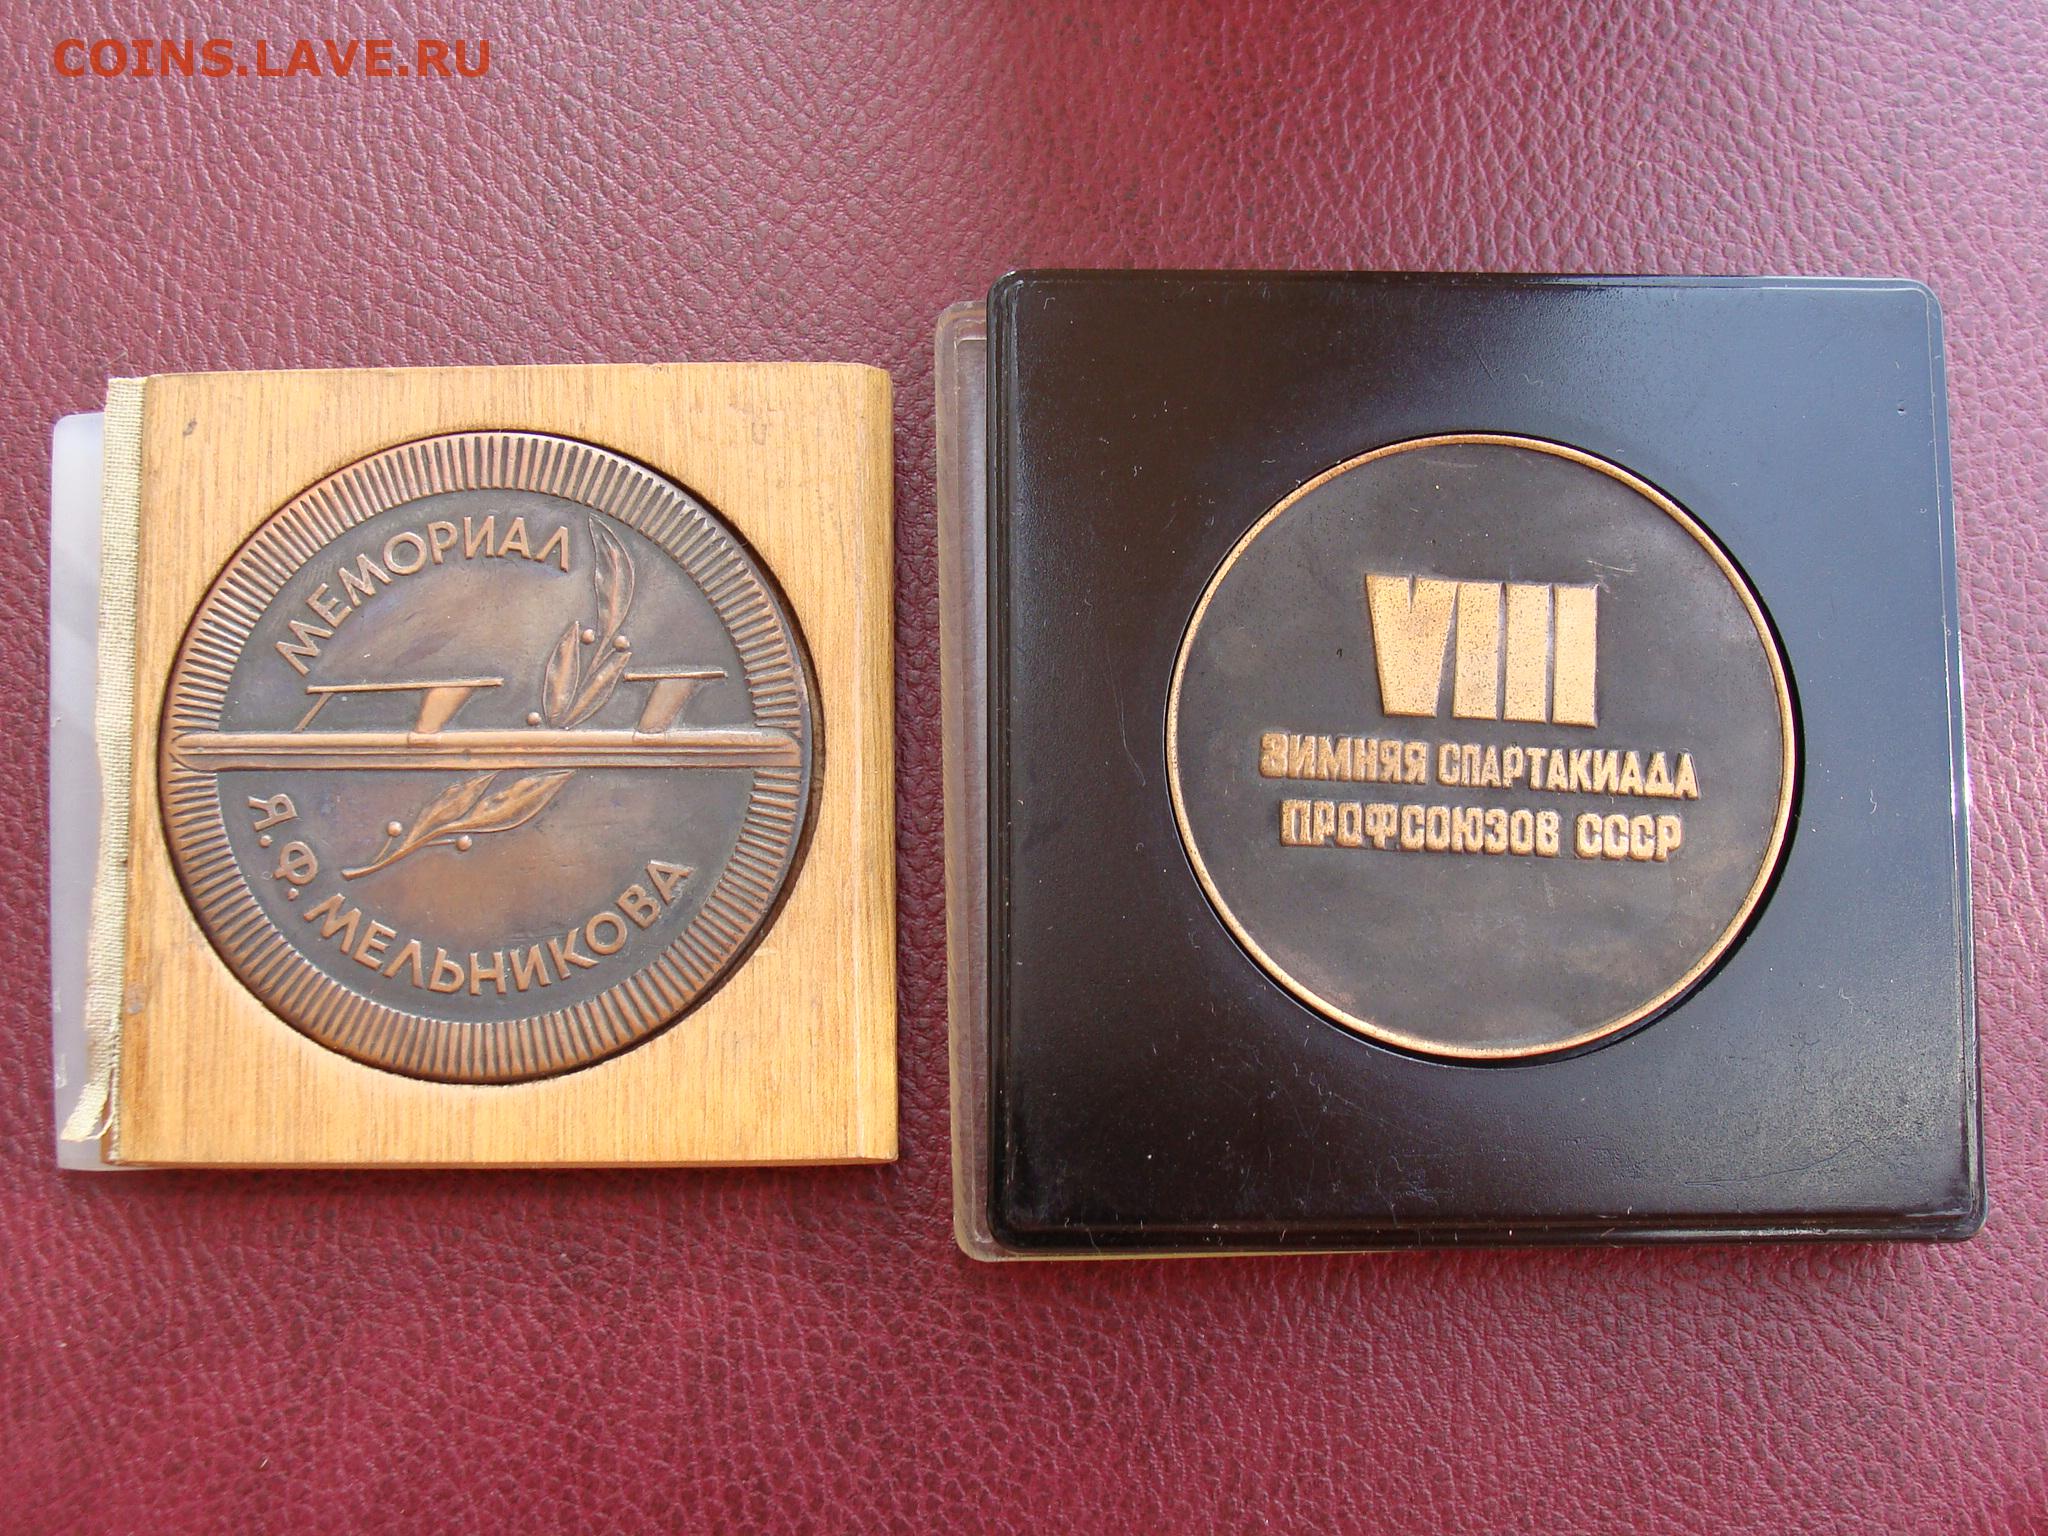 COINS.LAVE.RU
МЕМОРИАЛ
Я.Ф. МЕЛЬНИКОВА
VIII
ЗИМНЯЯ СПАРТАКИАДА
ПРОФСОЮЗОВ СССР